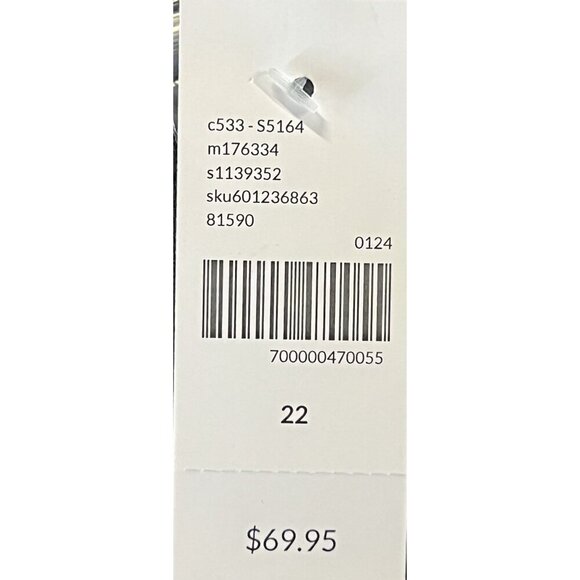 c533 - S5164
m176334
s1139352
sku601236863
81590
0124
700000470055
22
$69.95